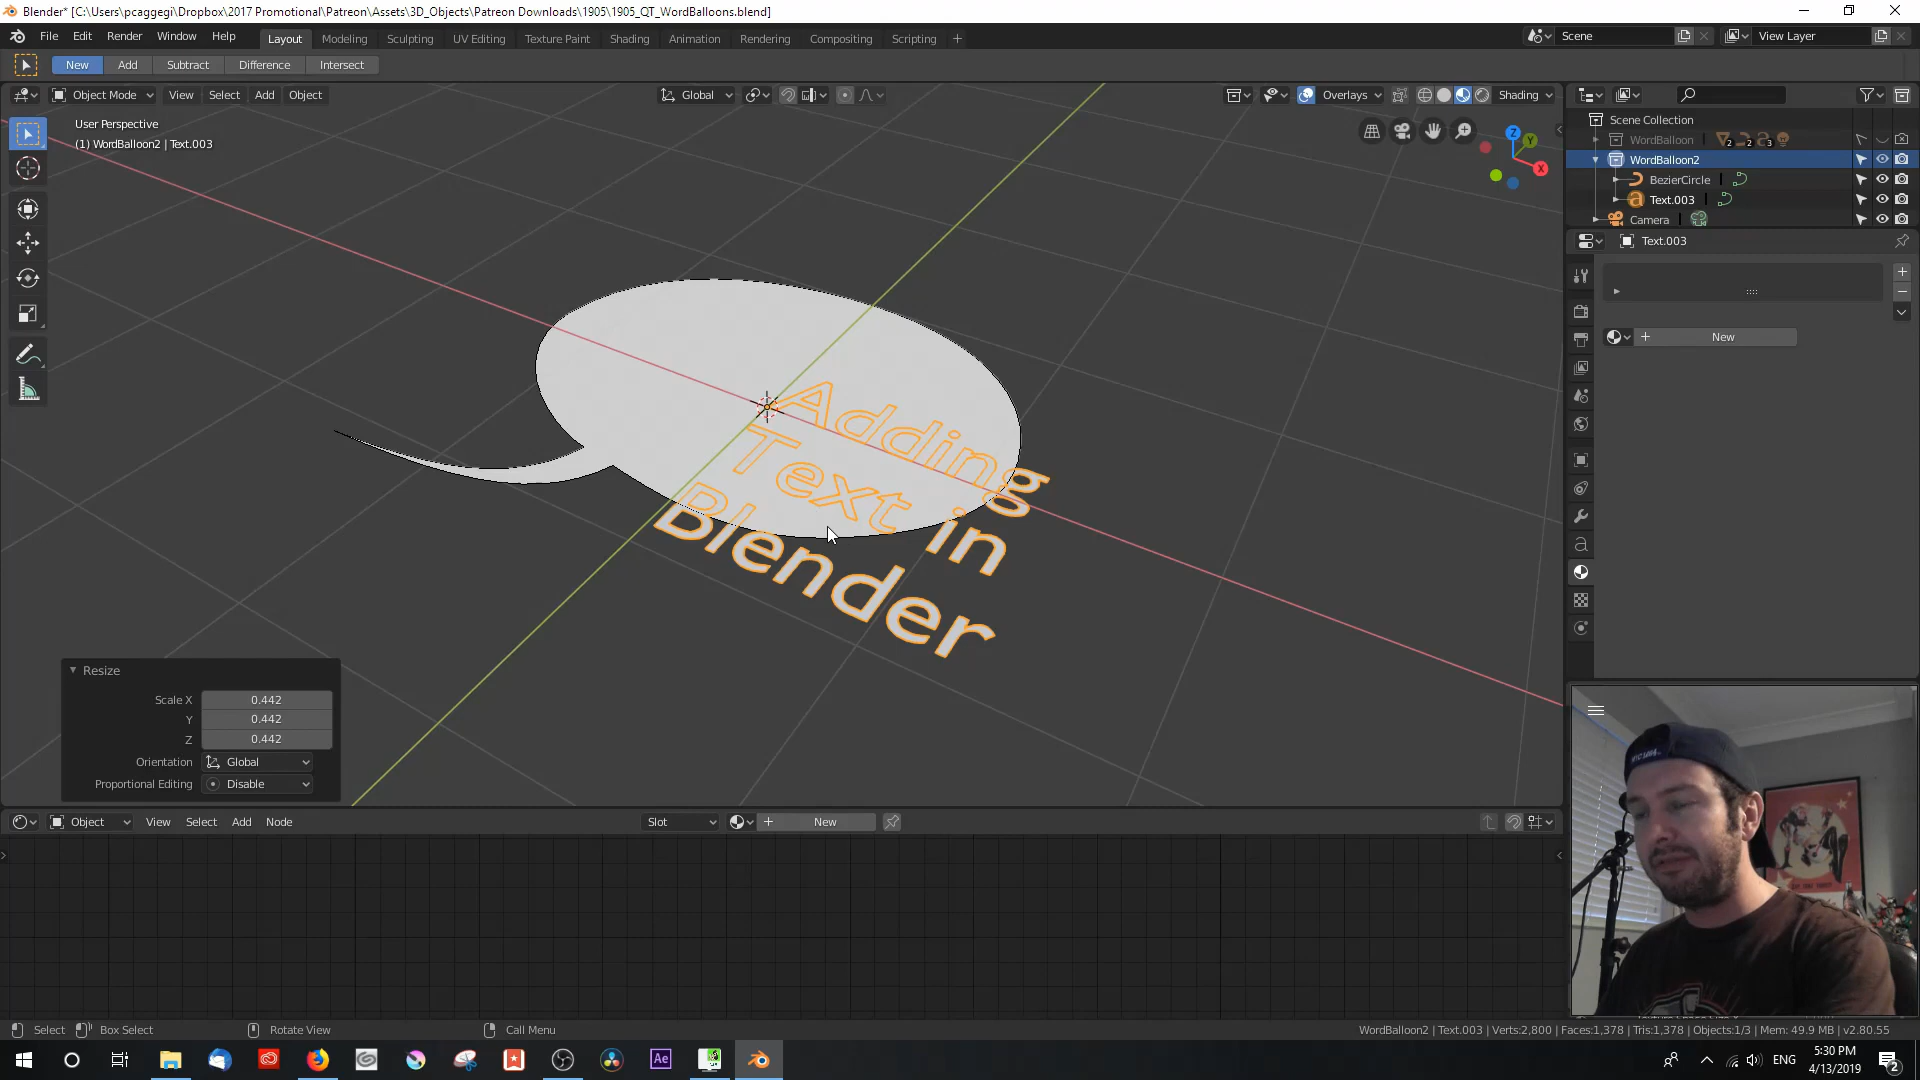 Blender* [C:\Users\pcaggegi\Dropbox\2017 Promotional\Patreon\Assets\3D_Objects\Patreon Downloads\1905\1905_QT_WordBalloons.blend]
File Edit Render Window Help Layout Modeling Sculpting UV Editing Texture Paint Shading Animation Rendering Compositing Scripting + Scene View Layer
New Add Subtract Difference Intersect
Object Mode View Select Add Object Global Overlays Shading
User Perspective
(1) WordBalloon2 | Text.003
Z
Y
X
Scene Collection
WordBalloon 2 2 3
WordBalloon2
BezierCircle
Text.003
Camera
Text.003
New
Adding
Text in
Blender
Resize
Scale X 0.442
Y 0.442
Z 0.442
Orientation Global
Proportional Editing Disable
Object View Select Add Node Slot New
Select Box Select Rotate View Call Menu WordBalloon2 | Text.003 | Verts:2,800 | Faces:1,378 | Tris:1,378 | Objects:1/3 | Mem: 49.9 MB | v2.80.55
Ae ENG 5:30 PM
4/13/2019 2